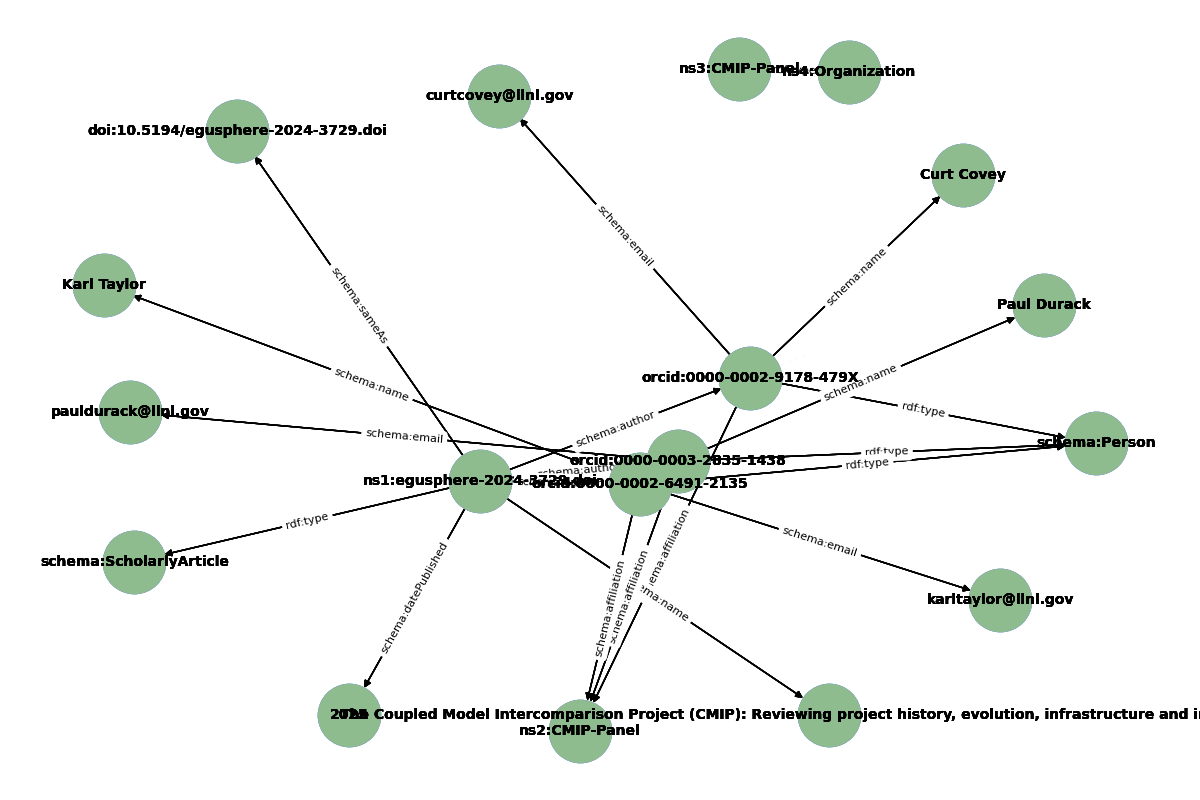 ns3:CMIP-Panel
ns4:Organization
curtcovey@llnl.gov
doi:10.5194/egusphere-2024-3729.doi
Curt Covey
schema:email
schema:name
Karl Taylor
schema:sameAs
Paul Durack
schema:name
schema:name
orcid:0000-0002-9178-479X
pauldurack@llnl.gov
schema:email
schema:author
rdf:type
schema:Person
rdf:type
rdf:type
orcid:0000-0003-2835-1438
schema:author
ns1:egusphere-2024-3729.doi
orcid:0000-0002-6491-2135
rdf:type
schema:email
schema:ScholarlyArticle
schema:datePublished
schema:affiliation
schema:affiliation
schema:affiliation
karltaylor@llnl.gov
Coupled Model Intercomparison Project (CMIP): Reviewing project history, evolution, infrastructure and
ns2:CMIP-Panel